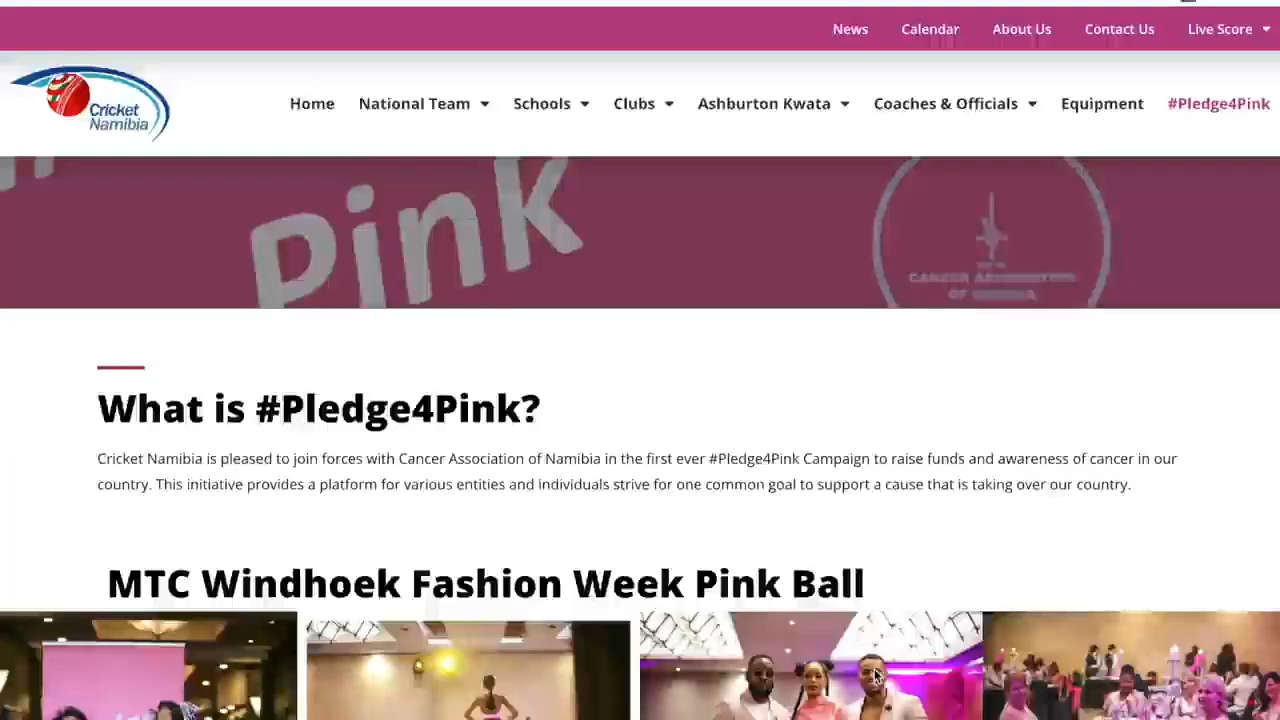 News Calendar About Us Contact Us Live Score
Cricket
Namibia
Home National Team Schools Clubs Ashburton Kwata Coaches & Officials Equipment #Pledge4Pink
Pink
CANCER ASSOCIATION
OF NAMIBIA
What is #Pledge4Pink?
Cricket Namibia is pleased to join forces with Cancer Association of Namibia in the first ever #Pledge4Pink Campaign to raise funds and awareness of cancer in our
country. This initiative provides a platform for various entities and individuals strive for one common goal to support a cause that is taking over our country.
MTC Windhoek Fashion Week Pink Ball